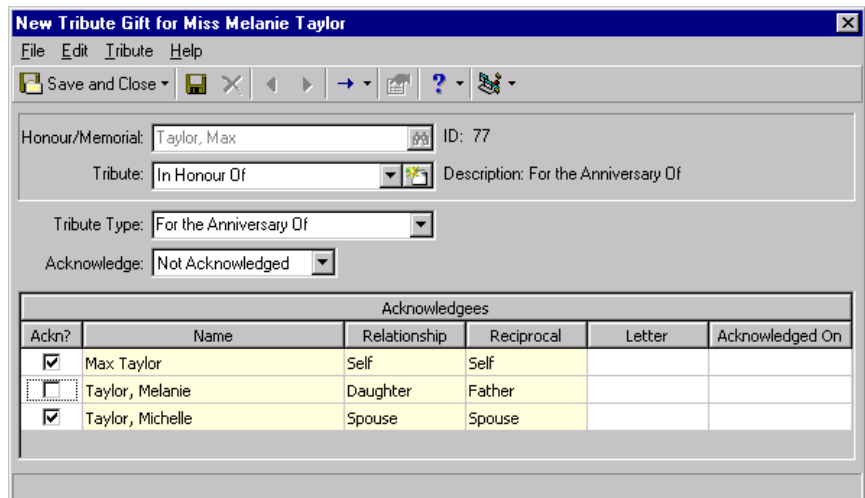 New Tribute Gift for Miss Melanie Taylor
File Edit Tribute Help
Save and Close
Honour/Memorial: Taylor, Max ID: 77
Tribute: In Honour Of Description: For the Anniversary Of
Tribute Type: For the Anniversary Of
Acknowledge: Not Acknowledged
Acknowledgees
Ackn? Name Relationship Reciprocal Letter Acknowledged On
Max Taylor Self Self
Taylor, Melanie Daughter Father
Taylor, Michelle Spouse Spouse